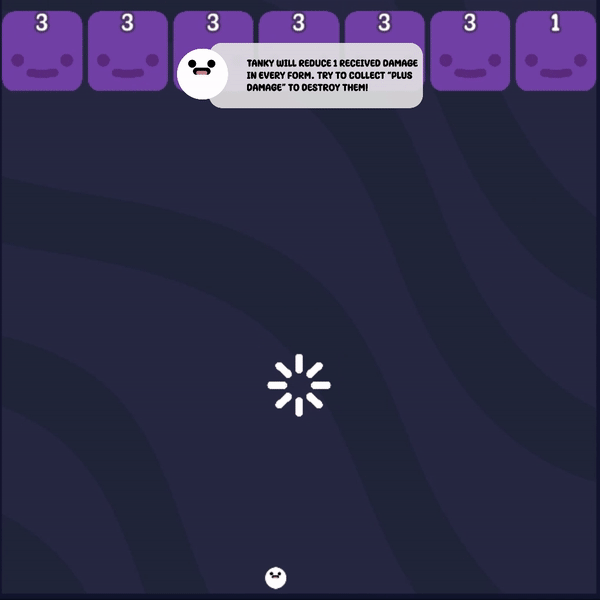 3 3 3 3 3 3 1
TANKY WILL REDUCE 1 RECEIVED DAMAGE
IN EVERY FORM. TRY TO COLLECT "PLUS
DAMAGE" TO DESTROY THEM!